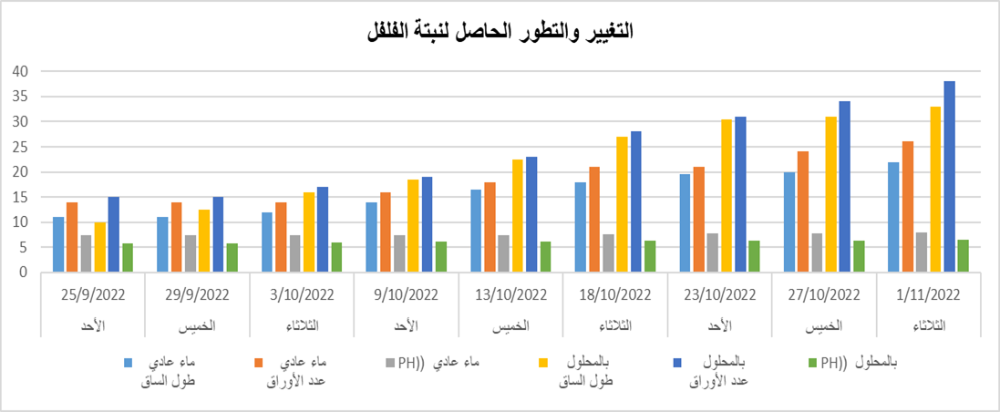 التغيير والتطور الحاصل لنبتة الفلفل
40
35
30
25
20
15
10
5
0
25/9/2022 29/9/2022 3/10/2022 9/10/2022 13/10/2022 18/10/2022 23/10/2022 27/10/2022 1/11/2022
الأحد الخميس الثلاثاء الأحد الخميس الثلاثاء الأحد الخميس الثلاثاء
ماء عادي
طول الساق
ماء عادي
عدد الأوراق
ماء عادي ((PH
بالمحلول
طول الساق
بالمحلول
عدد الأوراق
بالمحلول ((PH